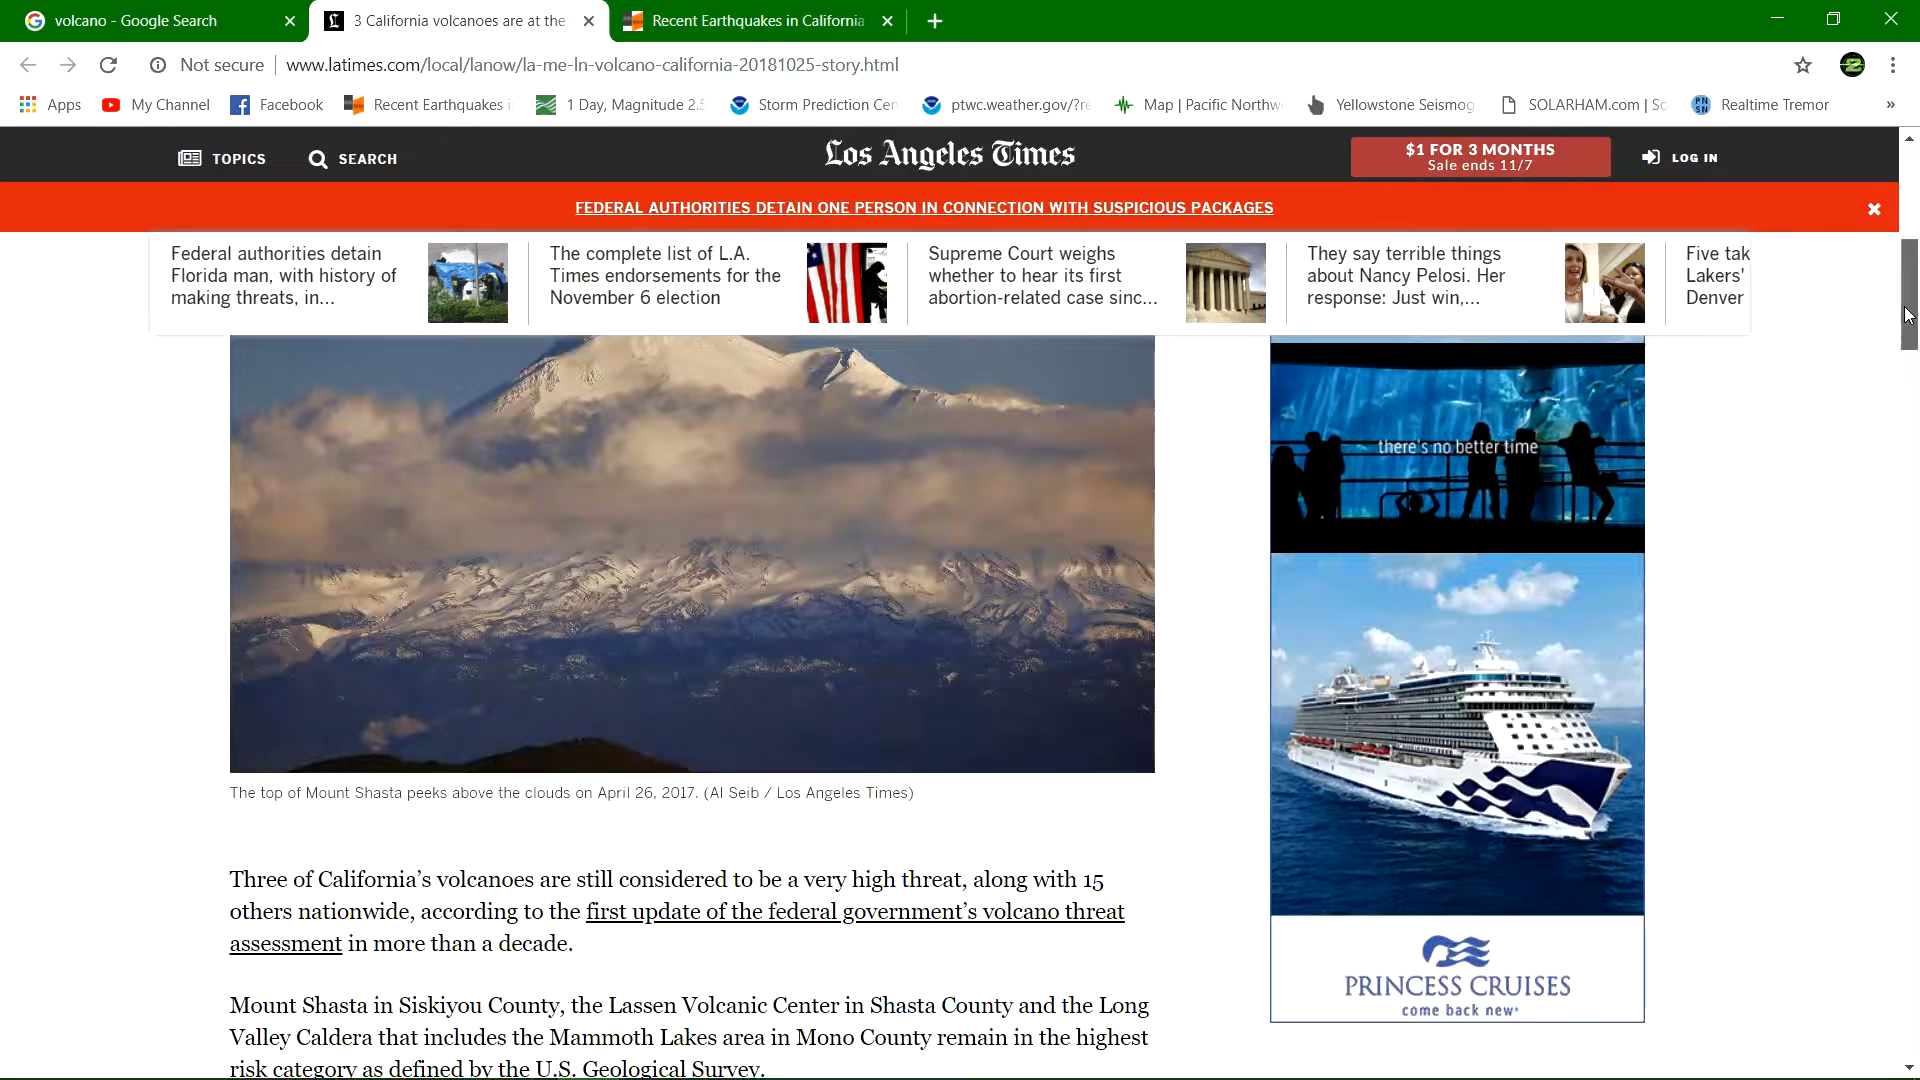 volcano - Google Search
3 California volcanoes are at the
Recent Earthquakes in California
Not secure
www.latimes.com/local/lanow/la-me-ln-volcano-california-20181025-story.html
Apps
My Channel
Facebook
Recent Earthquakes i
1 Day, Magnitude 2.5
Storm Prediction Cen
ptwc.weather.gov/?re
Map | Pacific Northw
Yellowstone Seismog
SOLARHAM.com | So
Realtime Tremor
»
TOPICS
SEARCH
Los Angeles Times
$1 FOR 3 MONTHS
Sale ends 11/7
LOG IN
FEDERAL AUTHORITIES DETAIN ONE PERSON IN CONNECTION WITH SUSPICIOUS PACKAGES
Federal authorities detain
Florida man, with history of
making threats, in...
The complete list of L.A.
Times endorsements for the
November 6 election
Supreme Court weighs
whether to hear its first
abortion-related case sinc...
They say terrible things
about Nancy Pelosi. Her
response: Just win,...
Five tak
Lakers'
Denver
there's no better time
The top of Mount Shasta peeks above the clouds on April 26, 2017. (Al Seib / Los Angeles Times)
Three of California’s volcanoes are still considered to be a very high threat, along with 15
others nationwide, according to the first update of the federal government’s volcano threat
assessment in more than a decade.
Mount Shasta in Siskiyou County, the Lassen Volcanic Center in Shasta County and the Long
Valley Caldera that includes the Mammoth Lakes area in Mono County remain in the highest
risk category as defined by the U.S. Geological Survey.
PRINCESS CRUISES
come back new